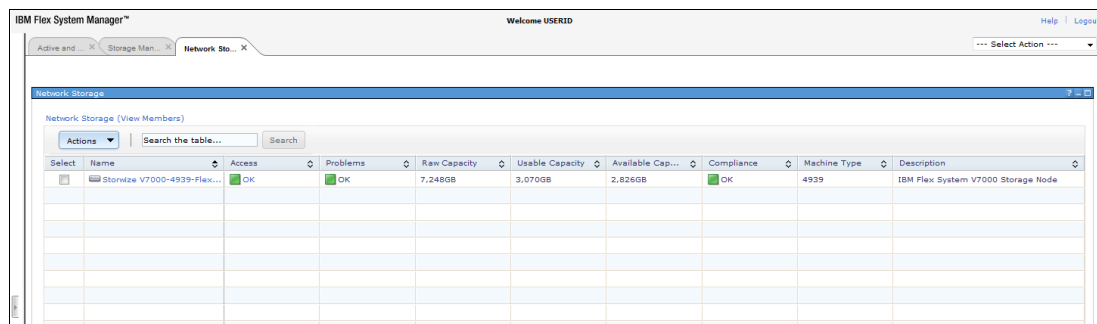 IBM Flex System Manager™ Welcome USERID Help | Logou
Active and ... X Storage Man... X Network Sto... X --- Select Action ---
Network Storage ?
Network Storage (View Members)
Actions Search the table... Search
Select Name Access Problems Raw Capacity Usable Capacity Available Cap... Compliance Machine Type Description
Storwize V7000-4939-Flex... OK OK 7,248GB 3,070GB 2,826GB OK 4939 IBM Flex System V7000 Storage Node